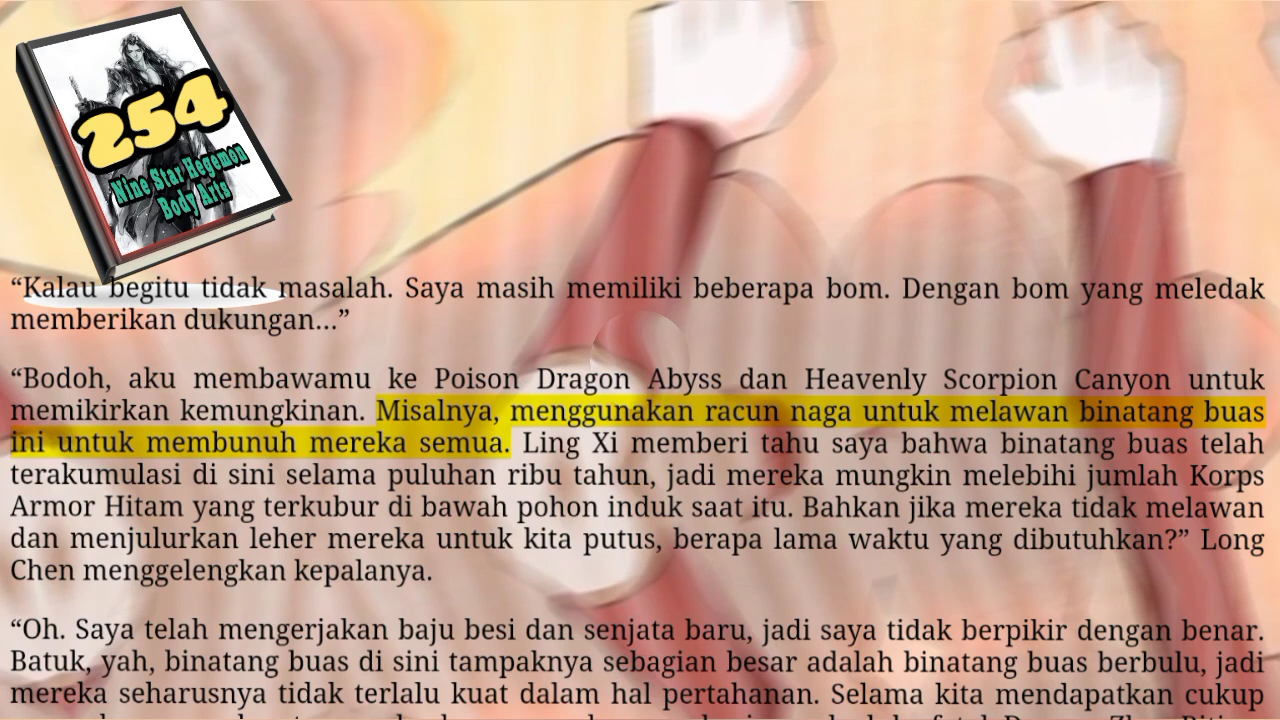 254
Nine Star Hegemon
Body Arts
“Kalau begitu tidak masalah. Saya masih memiliki beberapa bom. Dengan bom yang meledak
memberikan dukungan...”
“Bodoh, aku membawamu ke Poison Dragon Abyss dan Heavenly Scorpion Canyon untuk
memikirkan kemungkinan. Misalnya, menggunakan racun naga untuk melawan binatang buas
ini untuk membunuh mereka semua. Ling Xi memberi tahu saya bahwa binatang buas telah
terakumulasi di sini selama puluhan ribu tahun, jadi mereka mungkin melebihi jumlah Korps
Armor Hitam yang terkubur di bawah pohon induk saat itu. Bahkan jika mereka tidak melawan
dan menjulurkan leher mereka untuk kita putus, berapa lama waktu yang dibutuhkan?” Long
Chen menggelengkan kepalanya.
“Oh. Saya telah mengerjakan baju besi dan senjata baru, jadi saya tidak berpikir dengan benar.
Batuk, yah, binatang buas di sini tampaknya sebagian besar adalah binatang buas berbulu, jadi
mereka seharusnya tidak terlalu kuat dalam hal pertahanan. Selama kita mendapatkan cukup